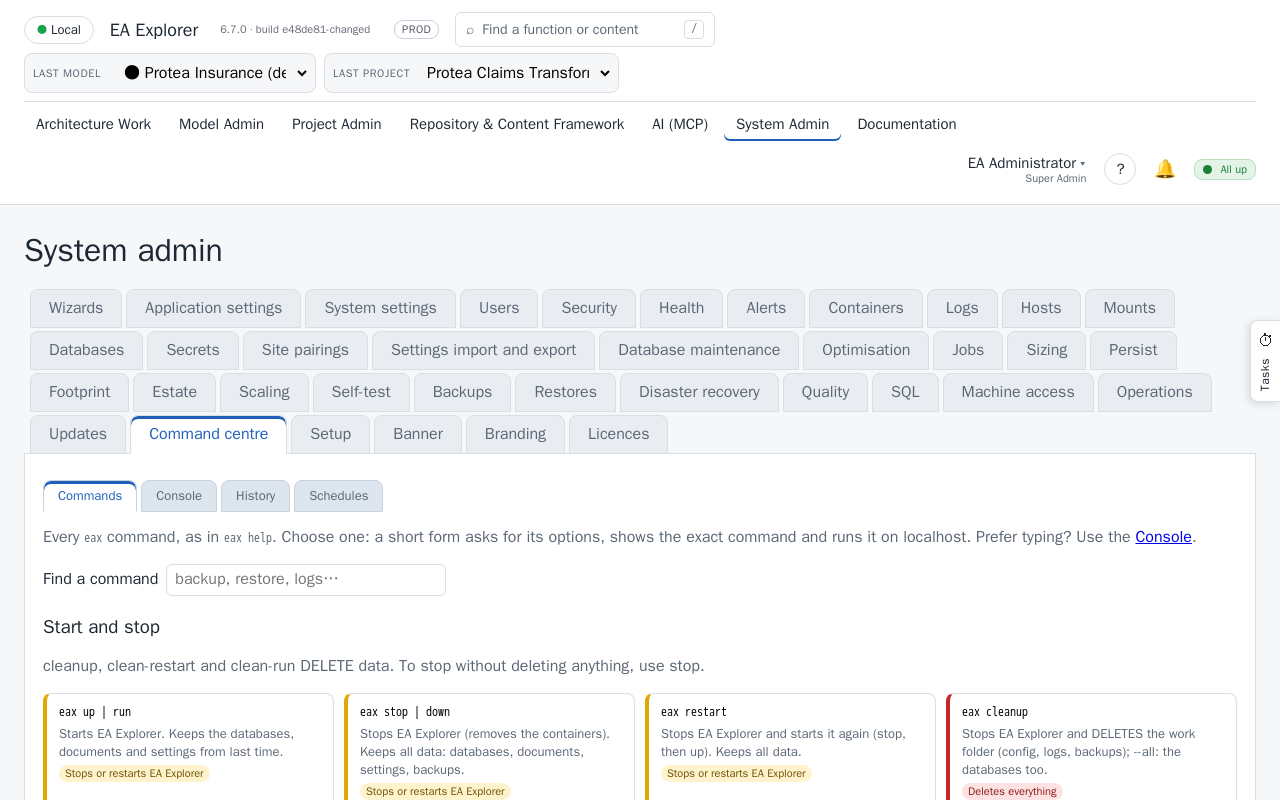 Local
EA Explorer
6.7.0 · build e48de81-changed
PROD
Find a function or content
/
LAST MODEL
Protea Insurance (de
LAST PROJECT
Protea Claims Transforı
Architecture Work
Model Admin
Project Admin
Repository & Content Framework
AI (MCP)
System Admin
Documentation
EA Administrator ▾
Super Admin
?
All up
System admin
Wizards
Application settings
System settings
Users
Security
Health
Alerts
Containers
Logs
Hosts
Mounts
Databases
Secrets
Site pairings
Settings import and export
Database maintenance
Optimisation
Jobs
Sizing
Persist
Footprint
Estate
Scaling
Self-test
Backups
Restores
Disaster recovery
Quality
SQL
Machine access
Operations
Updates
Command centre
Setup
Banner
Branding
Licences
Tasks
Commands
Console
History
Schedules
Every eax command, as in eax help. Choose one: a short form asks for its options, shows the exact command and runs it on localhost. Prefer typing? Use the Console.
Find a command
backup, restore, logs…
Start and stop
cleanup, clean-restart and clean-run DELETE data. To stop without deleting anything, use stop.
eax up | run
Starts EA Explorer. Keeps the databases,
documents and settings from last time.
Stops or restarts EA Explorer
eax stop | down
Stops EA Explorer (removes the containers).
Keeps all data: databases, documents,
settings, backups.
Stops or restarts EA Explorer
eax restart
Stops EA Explorer and starts it again (stop,
then up). Keeps all data.
Stops or restarts EA Explorer
eax cleanup
Stops EA Explorer and DELETES the work
folder (config, logs, backups); --all: the
databases too.
Deletes everything